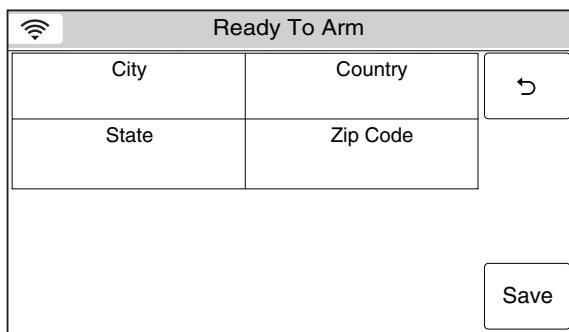 Ready To Arm
City
Country
State
Zip Code
Save